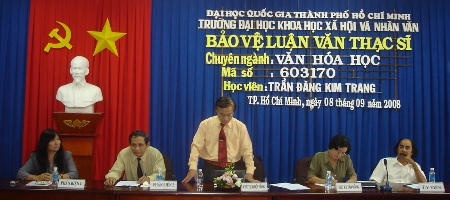 ĐẠI HỌC QUỐC GIA THÀNH PHỐ HỒ CHÍ MINH
TRƯỜNG ĐẠI HỌC KHOA HỌC XÃ HỘI VÀ NHÂN VĂN
BẢO VỆ LUẬN VĂN THẠC SĨ
Chuyên ngành: VĂN HÓA HỌC
Mã số : 603170
Học viên: TRẦN ĐĂNG KIM TRANG
T.P. Hồ Chí Minh, ngày 08 tháng 09 năm 2008